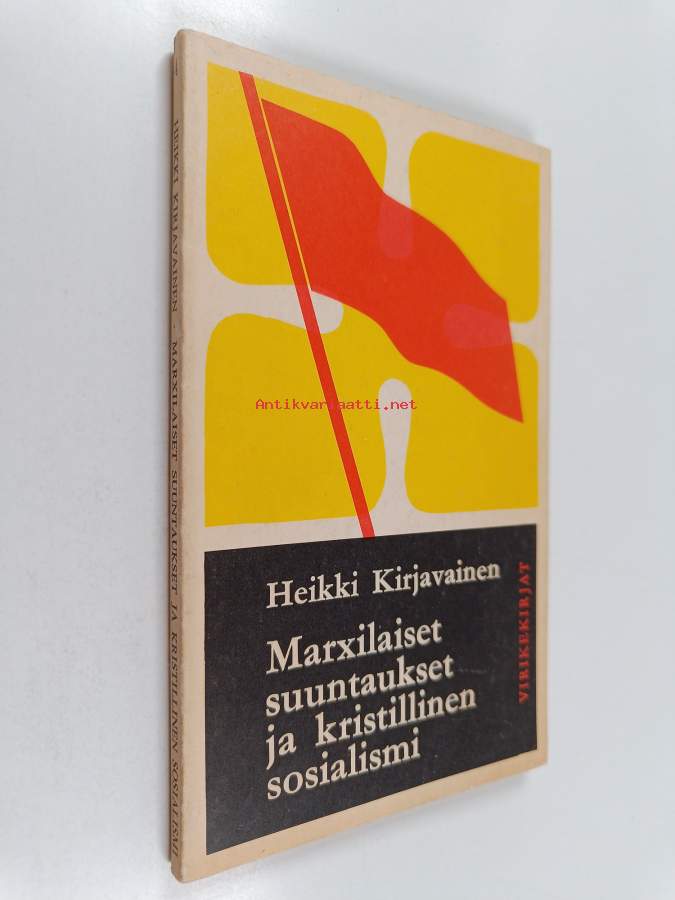 HEIKKI KIRJAVAINEN · MARXILAISET SUUNTAUKSET JA KRISTILLINEN SOSIALISMI
Antikvariaatti.net
Heikki Kirjavainen
Marxilaiset
suuntaukset
ja kristillinen
sosialismi
VIRIKEKIRJAT